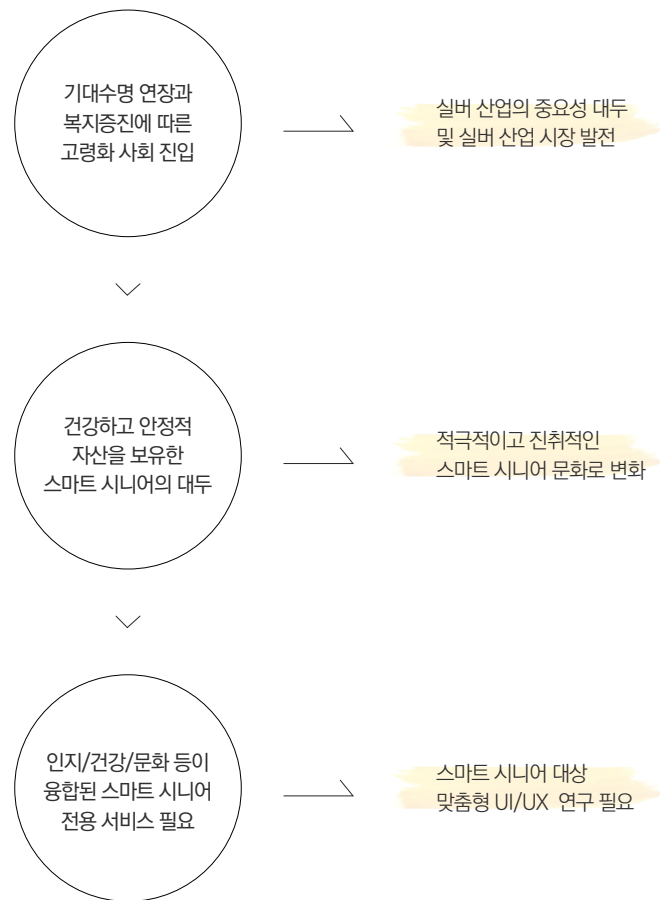 기대수명 연장과
복지증진에 따른
고령화 사회 진입
실버 산업의 중요성 대두
및 실버 산업 시장 발전
건강하고 안정적
자산을 보유한
스마트 시니어의 대두
적극적이고 진취적인
스마트 시니어 문화로 변화
인지/건강/문화 등이
융합된 스마트 시니어
전용 서비스 필요
스마트 시니어 대상
맞춤형 UI/UX 연구 필요